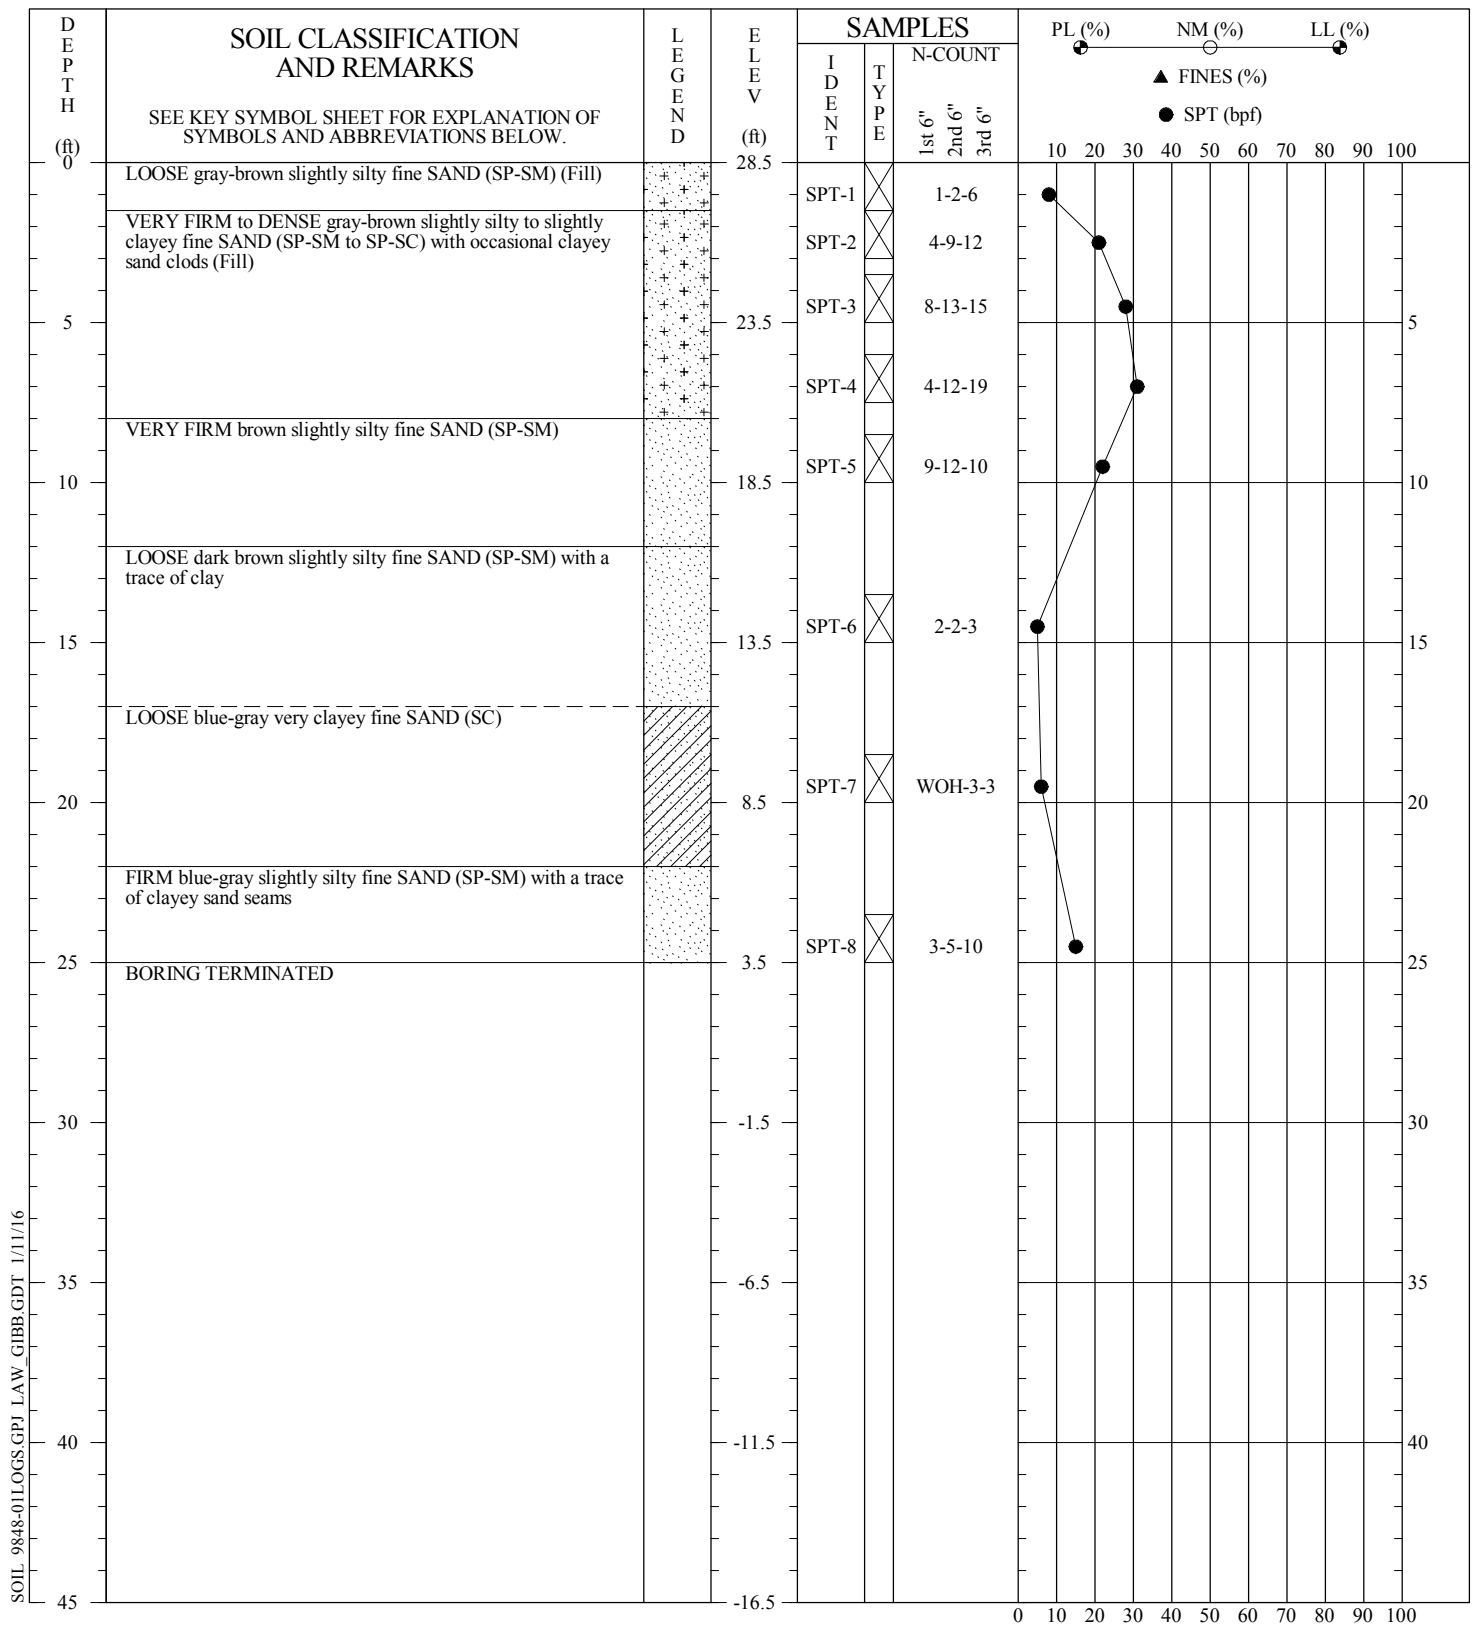 DEPTH
(ft)
SOIL CLASSIFICATION
AND REMARKS
SEE KEY SYMBOL SHEET FOR EXPLANATION OF
SYMBOLS AND ABBREVIATIONS BELOW.
LEGEND
ELEV
(ft)
SAMPLES
IDENT
TYPE
N-COUNT
1st 6"
2nd 6"
3rd 6"
PL (%) NM (%) LL (%)
FINES (%)
SPT (bpf)
10 20 30 40 50 60 70 80 90 100
0
LOOSE gray-brown slightly silty fine SAND (SP-SM) (Fill)
28.5
SPT-1 1-2-6
VERY FIRM to DENSE gray-brown slightly silty to slightly
clayey fine SAND (SP-SM to SP-SC) with occasional clayey
sand clods (Fill)
SPT-2 4-9-12
SPT-3 8-13-15
5 23.5 5
SPT-4 4-12-19
VERY FIRM brown slightly silty fine SAND (SP-SM)
SPT-5 9-12-10
10 18.5 10
LOOSE dark brown slightly silty fine SAND (SP-SM) with a
trace of clay
SPT-6 2-2-3
15 13.5 15
LOOSE blue-gray very clayey fine SAND (SC)
SPT-7 WOH-3-3
20 8.5 20
FIRM blue-gray slightly silty fine SAND (SP-SM) with a trace
of clayey sand seams
SPT-8 3-5-10
25 3.5 25
BORING TERMINATED
30 -1.5 30
35 -6.5 35
40 -11.5 40
45 -16.5
0 10 20 30 40 50 60 70 80 90 100
SOIL 9848-01LOGS.GPJ LAW_GIBB.GDT 1/11/16